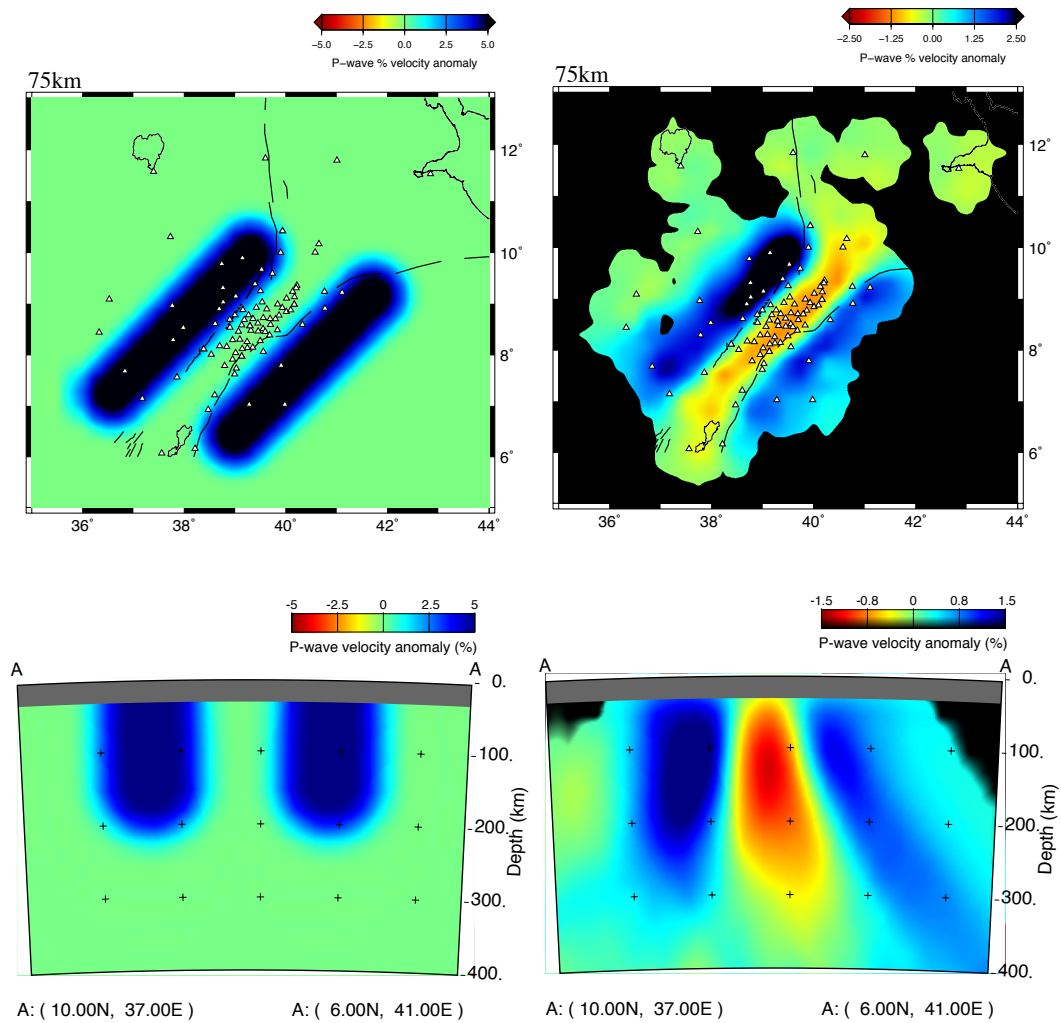 -5.0 -2.5 0.0 2.5 5.0
P-wave % velocity anomaly
75km
12°
10°
8°
6°
36° 38° 40° 42° 44°
-2.50 -1.25 0.00 1.25 2.50
P-wave % velocity anomaly
75km
12°
10°
8°
6°
36° 38° 40° 42° 44°
-5 -2.5 0 2.5 5
P-wave velocity anomaly (%)
A A
0.
-100.
-200.
-300.
-400.
Depth (km)
A: ( 10.00N, 37.00E ) A: ( 6.00N, 41.00E )
-1.5 -0.8 0 0.8 1.5
P-wave velocity anomaly (%)
A A
0.
-100.
-200.
-300.
-400.
Depth (km)
A: ( 10.00N, 37.00E ) A: ( 6.00N, 41.00E )